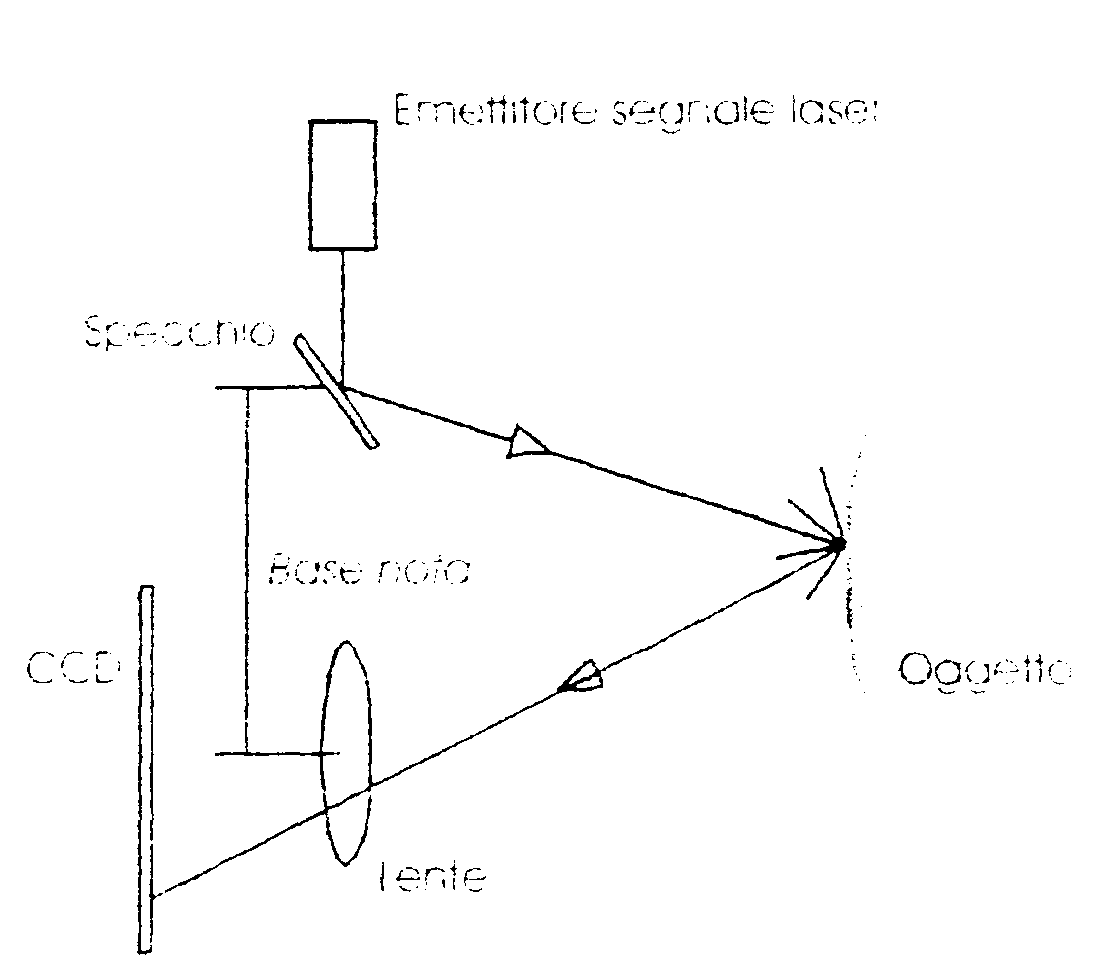 Emettitore segnale laser
Specchio
Base nota
CCD
Oggetto
Lente